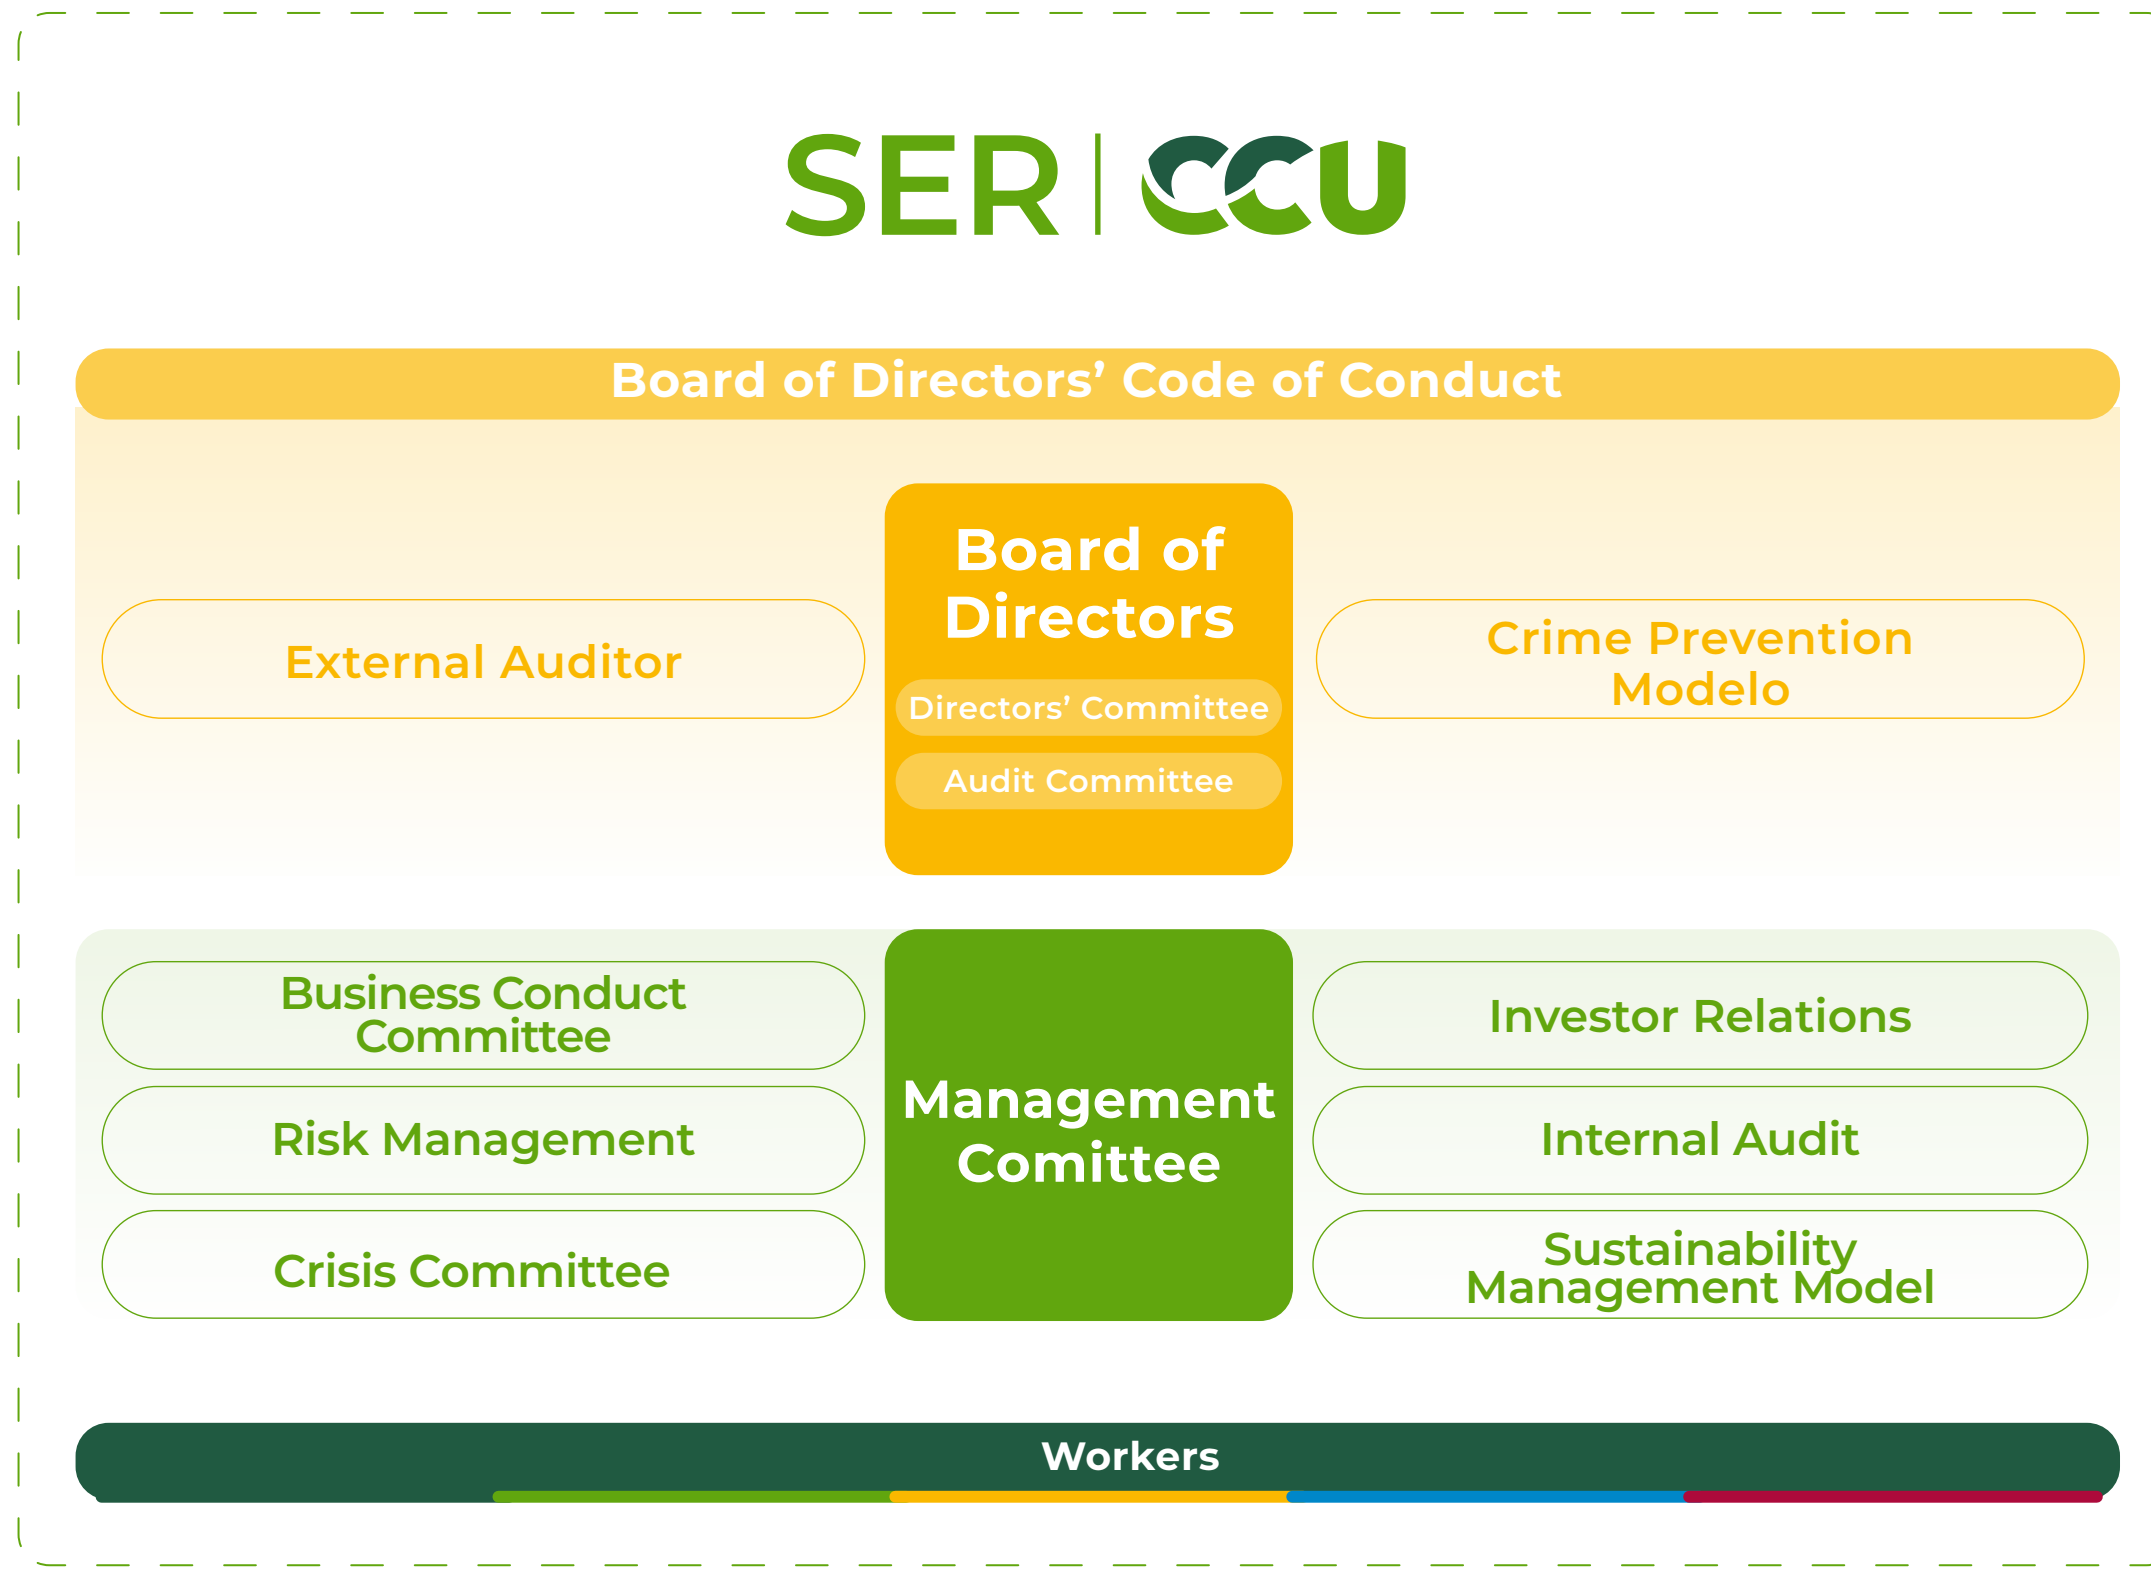 SER | CCU
Board of Directors’ Code of Conduct
Board of
Directors
Directors’ Committee
Audit Committee
External Auditor
Crime Prevention
Modelo
Business Conduct
Committee
Risk Management
Crisis Committee
Management
Comittee
Investor Relations
Internal Audit
Sustainability
Management Model
Workers